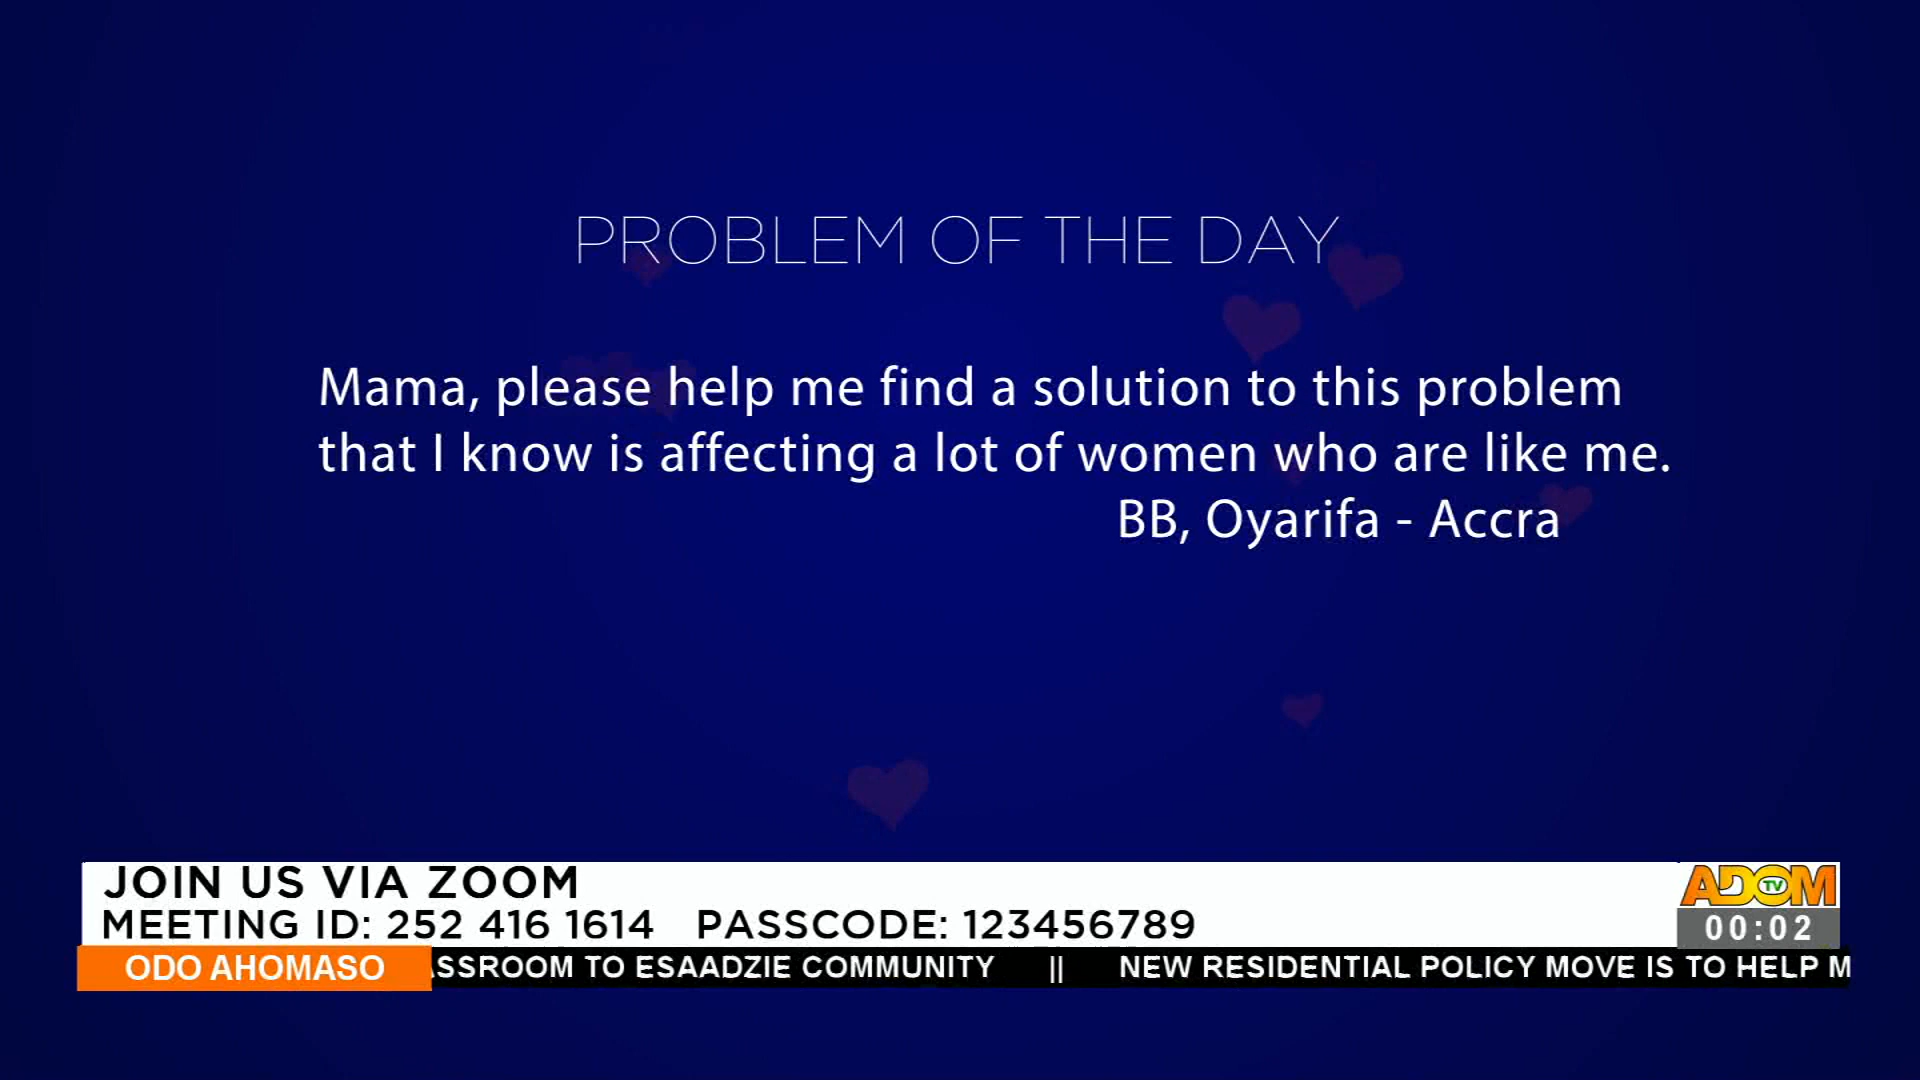 PROBLEM OF THE DAY
Mama, please help me find a solution to this problem
that I know is affecting a lot of women who are like me.
BB, Oyarifa - Accra
JOIN US VIA ZOOM
MEETING ID: 252 416 1614 PASSCODE: 123456789
ADOM TV
00:02
ODO AHOMASO
TO ESAADZIE COMMUNITY || NEW RESIDENTIAL POLICY MOVE IS TO HELP